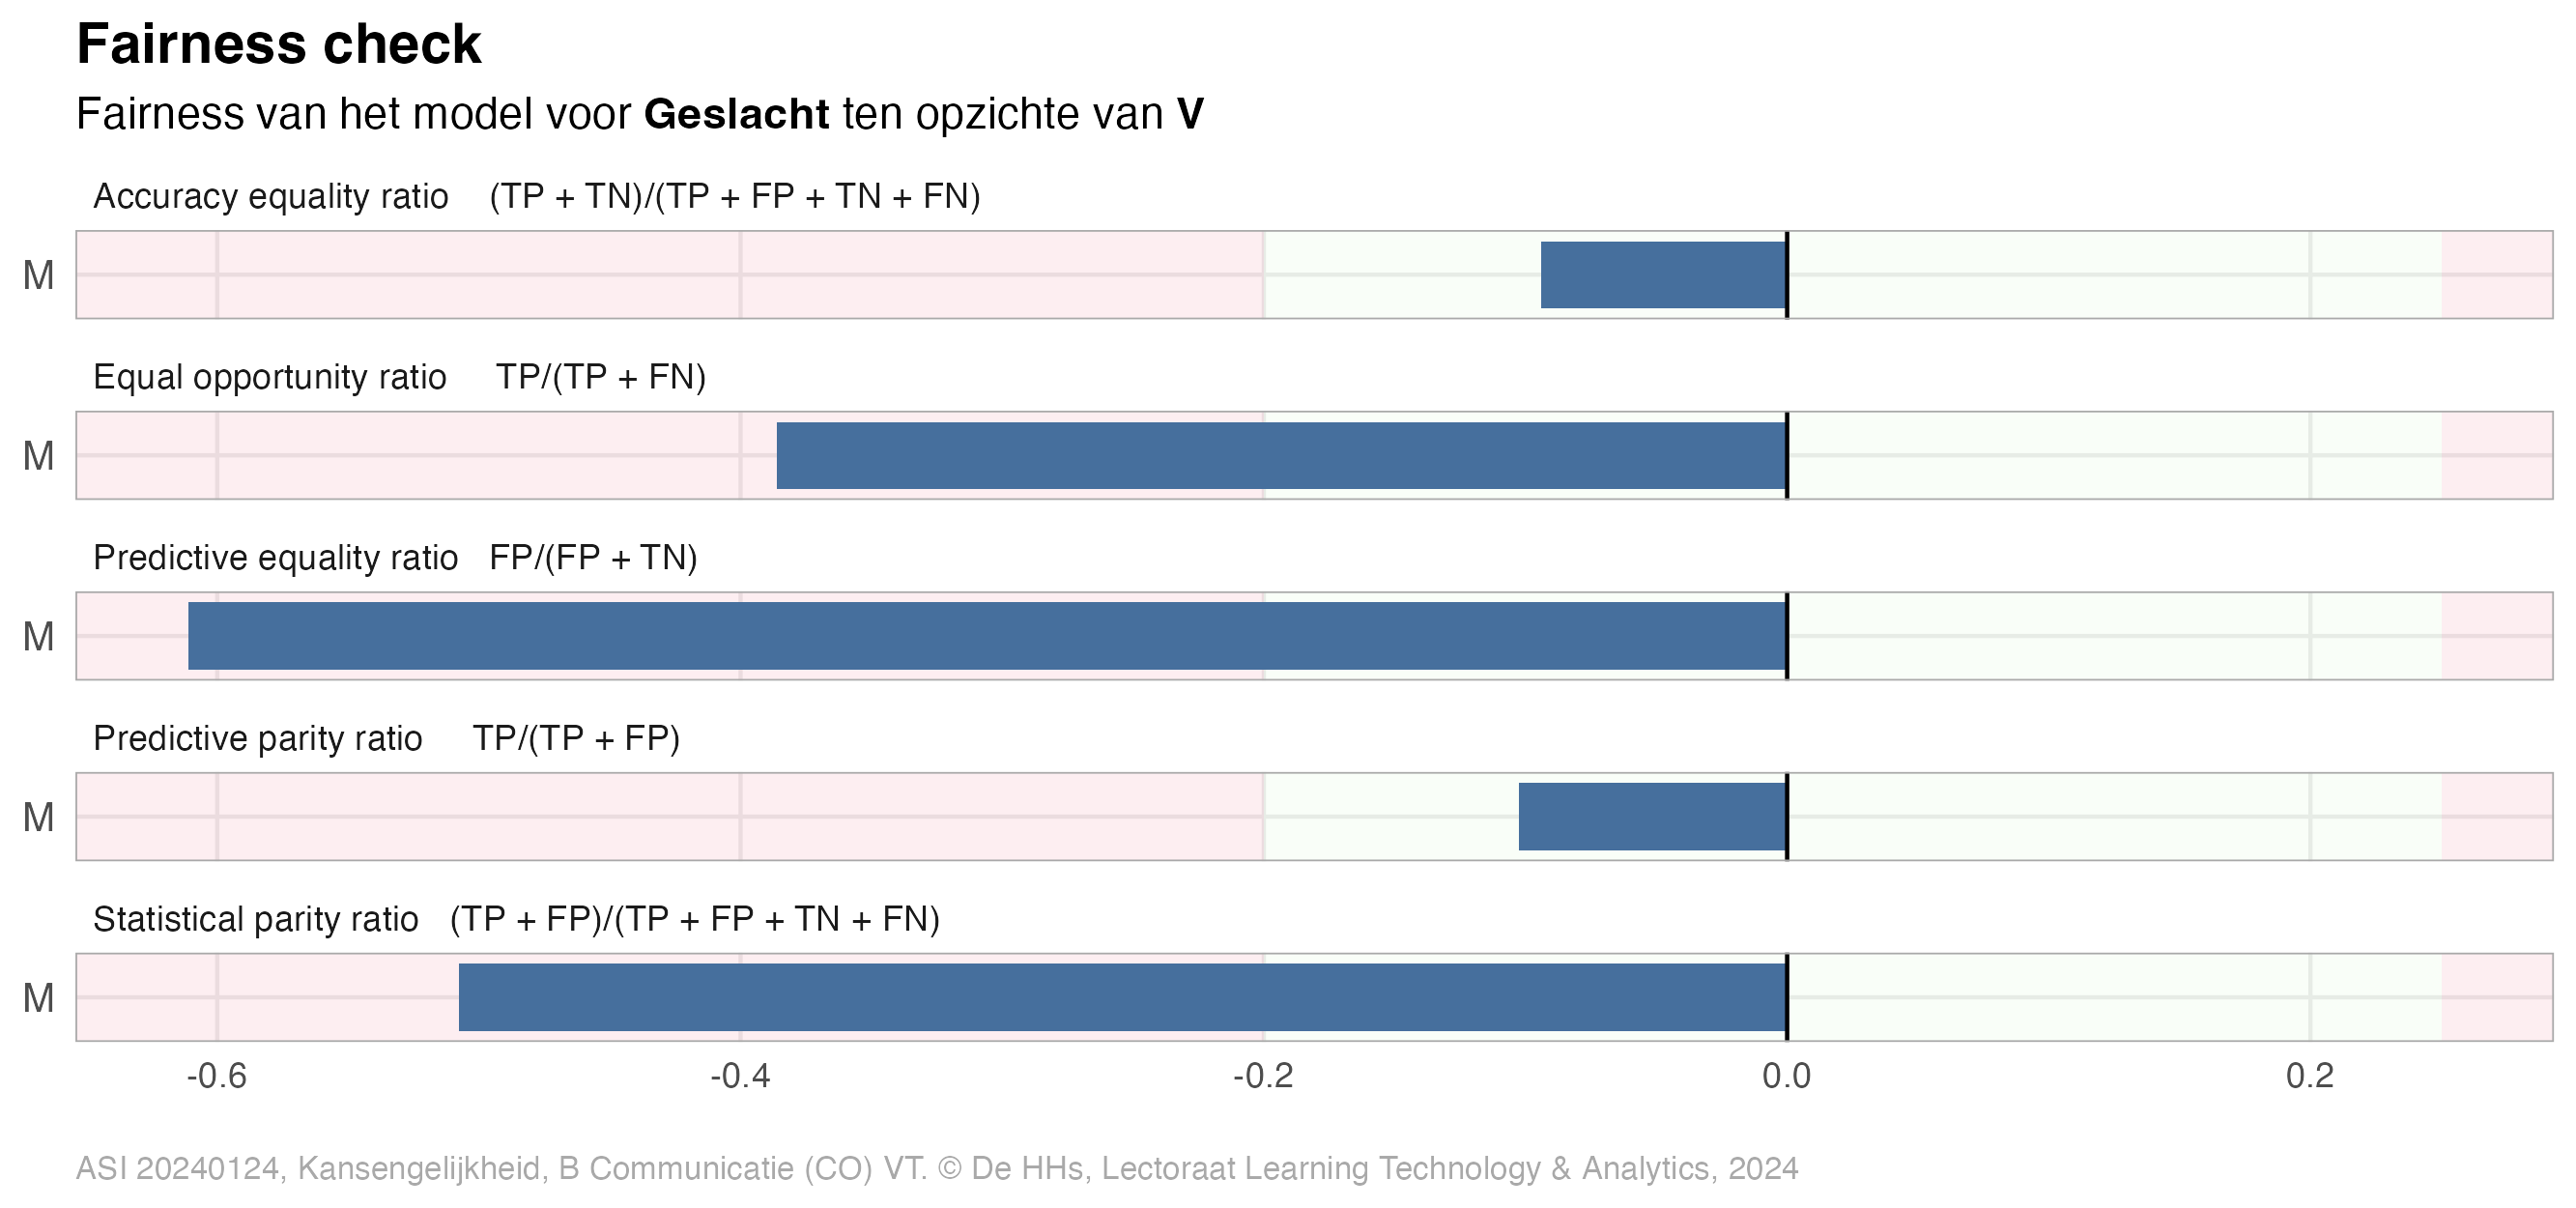 Fairness check
Fairness van het model voor Geslacht ten opzichte van V
Accuracy equality ratio (TP + TN)/(TP + FP + TN + FN)
M
Equal opportunity ratio TP/(TP + FN)
M
Predictive equality ratio FP/(FP + TN)
M
Predictive parity ratio TP/(TP + FP)
M
Statistical parity ratio (TP + FP)/(TP + FP + TN + FN)
M
-0.6 -0.4 -0.2 0.0 0.2
ASI 20240124, Kansengelijkheid, B Communicatie (CO) VT. © De HHs, Lectoraat Learning Technology & Analytics, 2024